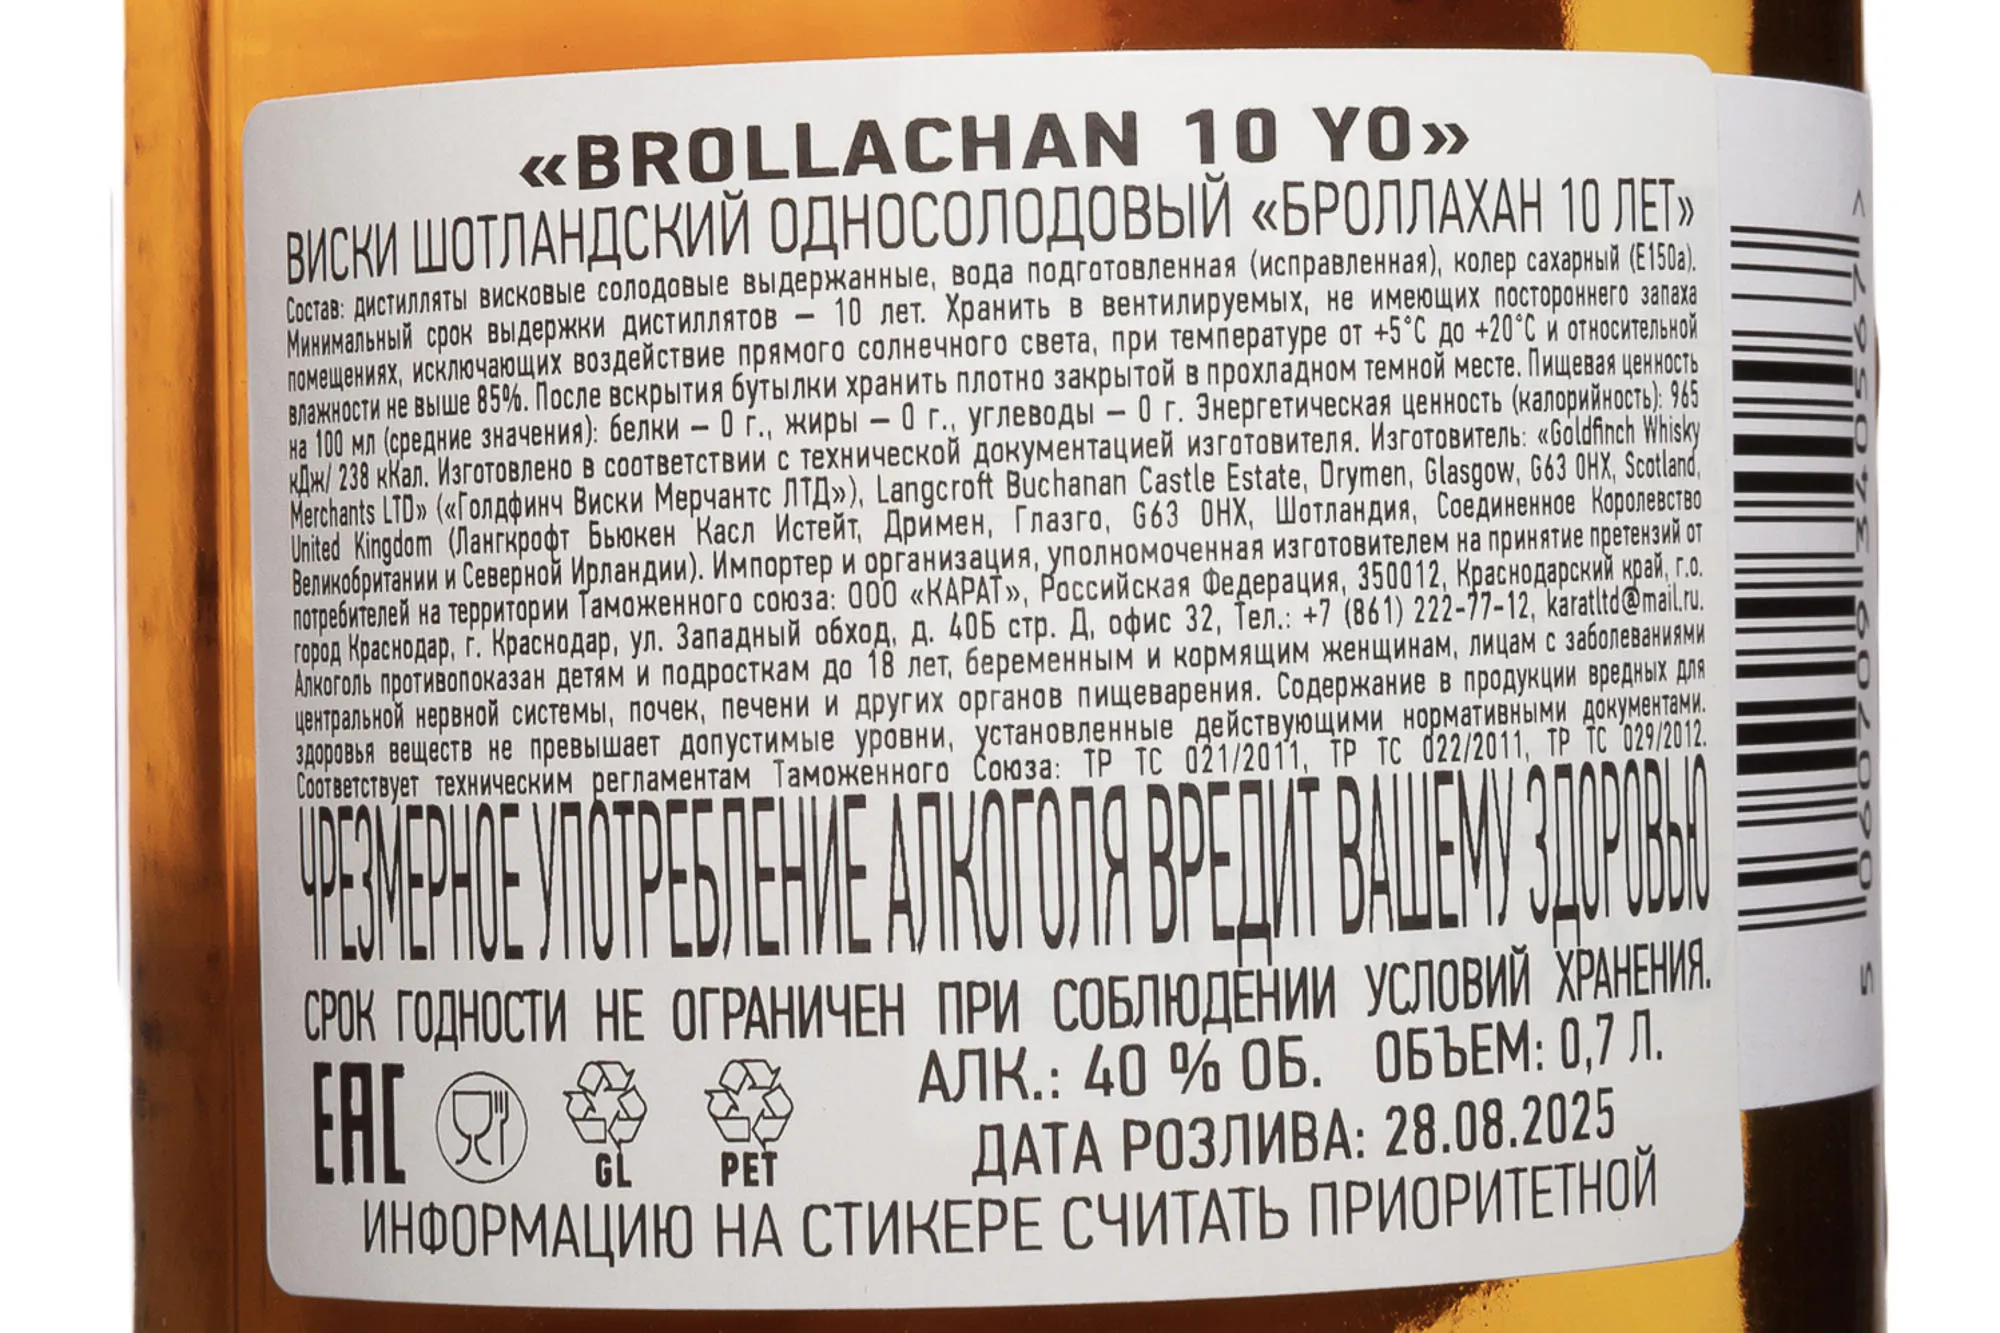 «BROLLACHAN 10 YO»
ВИСКИ ШОТЛАНДСКИЙ ОДНОСОЛОДОВЫЙ «БРОЛЛАХАН 10 ЛЕТ»
Состав: дистилляты висковые солодовые выдержанные, вода подготовленная (исправленная), колер сахарный (Е150а).
Минимальный срок выдержки дистиллятов – 10 лет. Хранить в вентилируемых, не имеющих постороннего запаха
помещениях, исключающих воздействие прямого солнечного света, при температуре от +5°С до +20°С и относительной
влажности не выше 85%. После вскрытия бутылки хранить плотно закрытой в прохладном темной месте. Пищевая ценность
на 100 мл (средние значения): белки – 0 г., жиры – 0 г., углеводы – 0 г. Энергетическая ценность (калорийность): 965
кДж/ 238 кКал. Изготовлено в соответствии с технической документацией изготовителя. Изготовитель: «Goldfinch Whisky
Merchants LTD» («Голдфинч Виски Мерчантс ЛТД»), Langcroft Buchanan Castle Estate, Drymen, Glasgow, G63 0HX, Scotland,
United Kingdom (Лангкрофт Бьюкен Касл Истейт, Дримен, Глазго, G63 0HX, Шотландия, Соединенное Королевство
Великобритании и Северной Ирландии). Импортер и организация, уполномоченная изготовителем на принятие претензий от
потребителей на территории Таможенного союза: ООО «КАРАТ», Российская Федерация, 350012, Краснодарский край, г.о.
город Краснодар, г. Краснодар, ул. Западный обход, д. 40Б стр. Д, офис 32, Тел.: +7 (861) 222-77-12, karatltd@mail.ru.
Алкоголь противопоказан детям и подросткам до 18 лет, беременным и кормящим женщинам, лицам с заболеваниями
центральной нервной системы, почек, печени и других органов пищеварения. Содержание в продукции вредных для
здоровья веществ не превышает допустимые уровни, установленные действующими нормативными документами.
Соответствует техническим регламентам Таможенного Союза: ТР ТС 021/2011, ТР ТС 022/2011, ТР ТС 029/2012.
ЧРЕЗМЕРНОЕ УПОТРЕБЛЕНИЕ АЛКОГОЛЯ ВРЕДИТ ВАШЕМУ ЗДОРОВЬЮ
СРОК ГОДНОСТИ НЕ ОГРАНИЧЕН ПРИ СОБЛЮДЕНИИ УСЛОВИЙ ХРАНЕНИЯ.
АЛК.: 40 % ОБ. ОБЪЕМ: 0,7 Л.
ДАТА РОЗЛИВА: 28.08.2025
EAC
GL
PET
ИНФОРМАЦИЮ НА СТИКЕРЕ СЧИТАТЬ ПРИОРИТЕТНОЙ
5 060709 340567 >